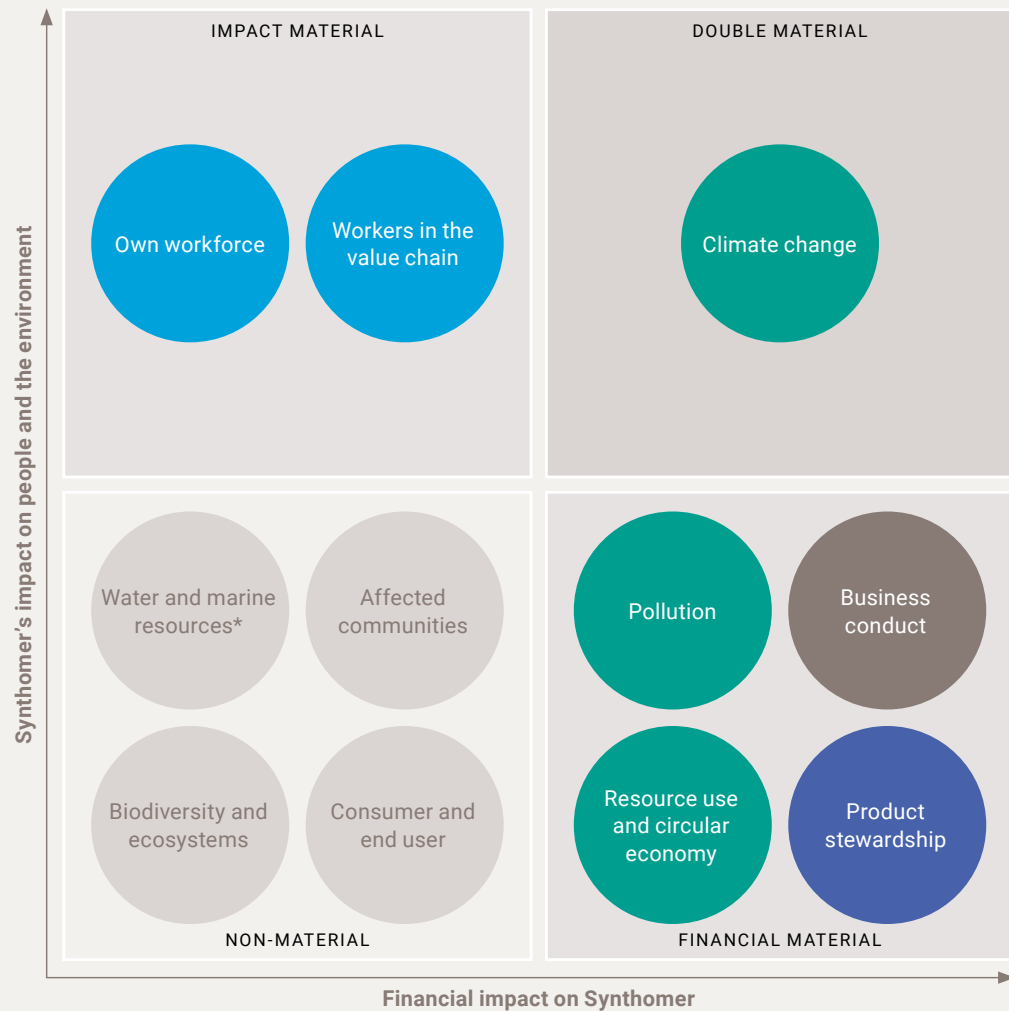 IMPACT MATERIAL
DOUBLE MATERIAL
Synthomer's impact on people and the environment
Own workforce
Workers in the
value chain
Climate change
Water and marine
resources*
Affected
communities
Pollution
Business
conduct
Biodiversity and
ecosystems
Consumer and
end user
Resource use
and circular
economy
Product
stewardship
NON-MATERIAL
FINANCIAL MATERIAL
Financial impact on Synthomer